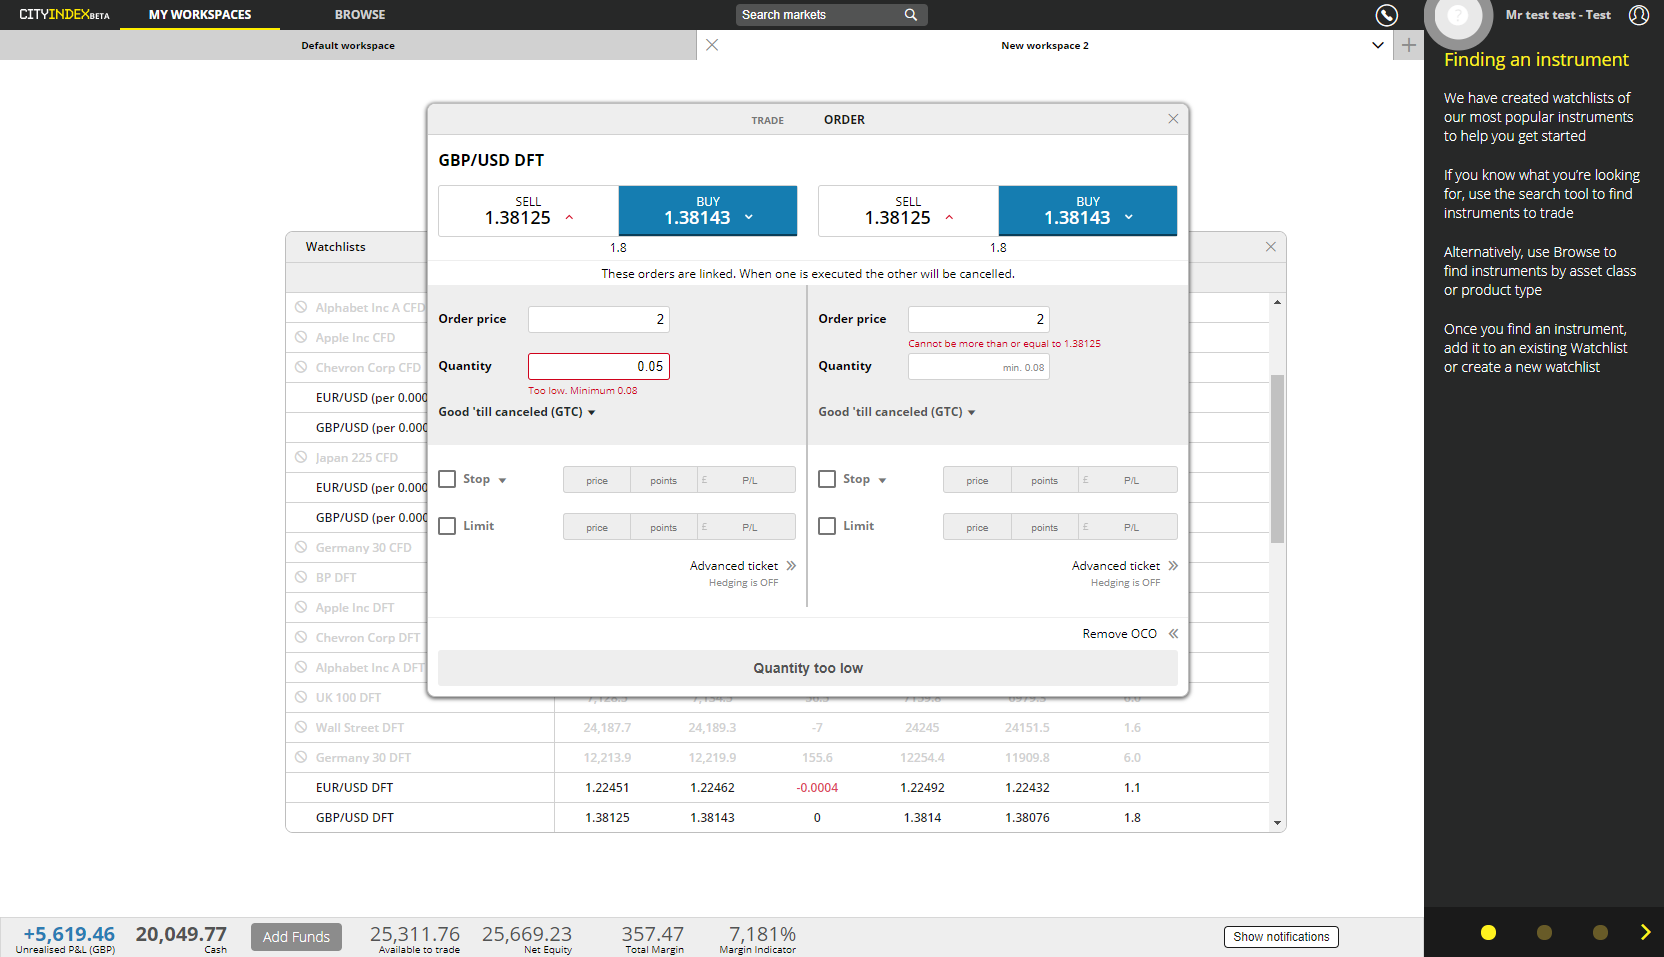 CITYINDEXBETA
MY WORKSPACES
BROWSE
Search markets
?
Mr test test - Test
Default workspace
New workspace 2
Finding an instrument
We have created watchlists of
our most popular instruments
to help you get started
If you know what you're looking
for, use the search tool to find
instruments to trade
Alternatively, use Browse to
find instruments by asset class
or product type
Once you find an instrument,
add it to an existing Watchlist
or create a new watchlist
TRADE ORDER
GBP/USD DFT
SELL
1.38125
BUY
1.38143
1.8
SELL
1.38125
BUY
1.38143
1.8
These orders are linked. When one is executed the other will be cancelled.
Order price 2
Quantity 0.05
Too low. Minimum 0.08
Good 'till canceled (GTC)
Stop price points £ P/L
Limit price points £ P/L
Advanced ticket
Hedging is OFF
Order price 2
Cannot be more than or equal to 1.38125
Quantity min. 0.08
Good 'till canceled (GTC)
Stop price points £ P/L
Limit price points £ P/L
Advanced ticket
Hedging is OFF
Remove OCO
Quantity too low
Watchlists
Alphabet Inc A CFD
Apple Inc CFD
Chevron Corp CFD
EUR/USD (per 0.000
GBP/USD (per 0.000
Japan 225 CFD
EUR/USD (per 0.000
GBP/USD (per 0.000
Germany 30 CFD
BP DFT
Apple Inc DFT
Chevron Corp DFT
Alphabet Inc A DFT
UK 100 DFT
Wall Street DFT 24,187.7 24,189.3 -7 24245 24151.5 1.6
Germany 30 DFT 12,213.9 12,219.9 155.6 12254.4 11909.8 6.0
EUR/USD DFT 1.22451 1.22462 -0.0004 1.22492 1.22432 1.1
GBP/USD DFT 1.38125 1.38143 0 1.3814 1.38076 1.8
+5,619.46
Unrealised P&L (GBP)
20,049.77
Cash
Add Funds
25,311.76
Available to trade
25,669.23
Net Equity
357.47
Total Margin
7,181%
Margin Indicator
Show notifications